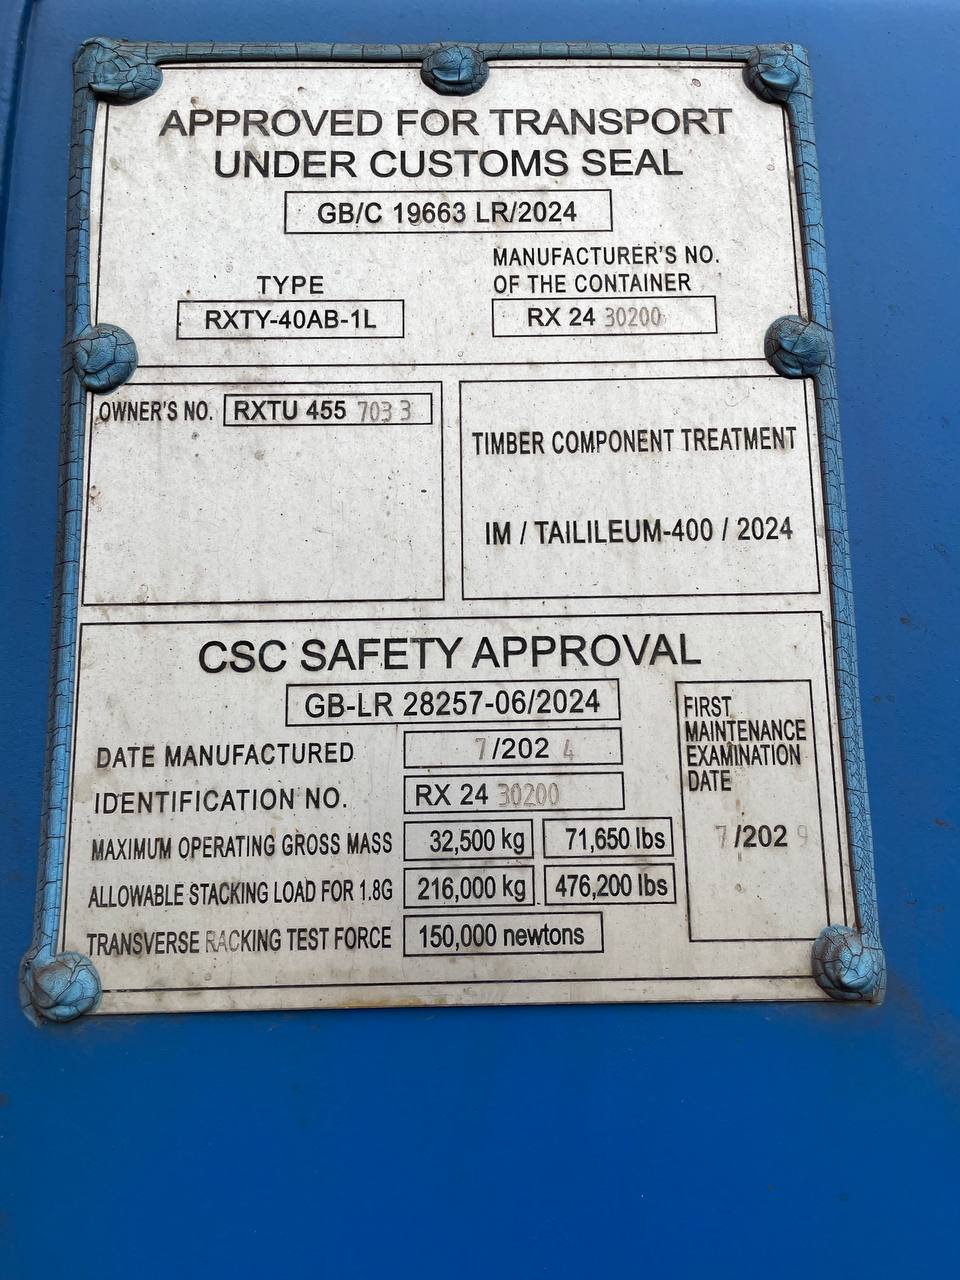 APPROVED FOR TRANSPORT
UNDER CUSTOMS SEAL
GB/C 19663 LR/2024
TYPE
RXTY-40AB-1L
MANUFACTURER'S NO.
OF THE CONTAINER
RX 24 30200
OWNER'S NO. RXTU 455 703 3
TIMBER COMPONENT TREATMENT
IM / TAILILEUM-400 / 2024
CSC SAFETY APPROVAL
GB-LR 28257-06/2024
DATE MANUFACTURED 7/2024
IDENTIFICATION NO. RX 24 30200
MAXIMUM OPERATING GROSS MASS 32,500 kg 71,650 lbs
ALLOWABLE STACKING LOAD FOR 1.8G 216,000 kg 476,200 lbs
TRANSVERSE RACKING TEST FORCE 150,000 newtons
FIRST
MAINTENANCE
EXAMINATION
DATE
7/2029